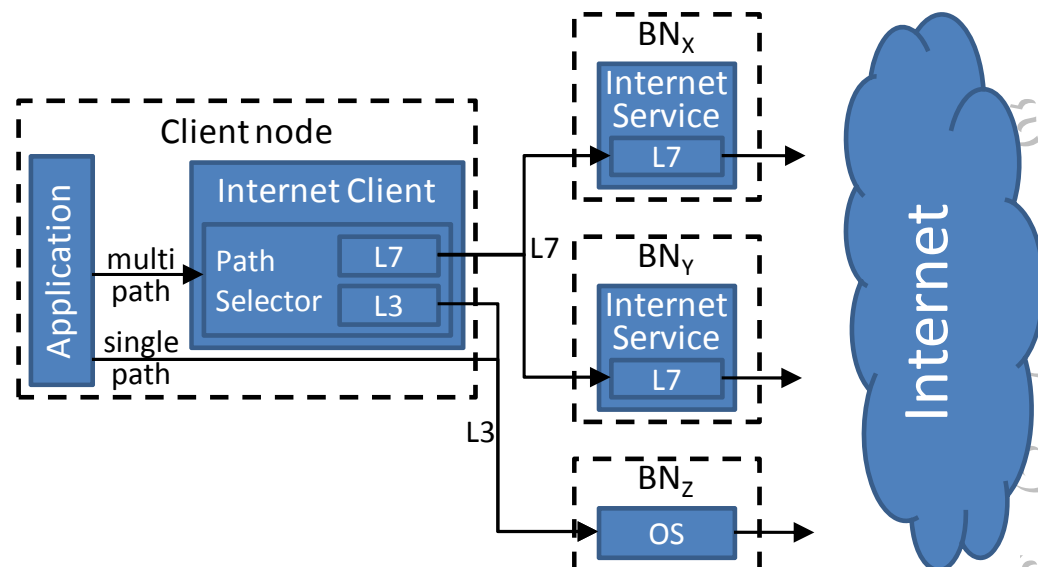 Client node
Application
multi
path
single
path
Internet Client
Path
Selector
L7
L3
L7
L3
BNX
Internet
Service
L7
BNY
Internet
Service
L7
BNZ
OS
Internet